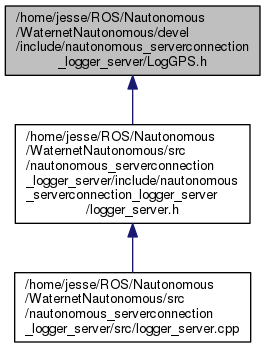 /home/jesse/ROS/Nautonomous
/WaternetNautonomous/devel
/include/nautonomous_serverconnection
_logger_server/LogGPS.h
/home/jesse/ROS/Nautonomous
/WaternetNautonomous/src
/nautonomous_serverconnection
_logger_server/include/nautonomous
_serverconnection_logger_server
/logger_server.h
/home/jesse/ROS/Nautonomous
/WaternetNautonomous/src
/nautonomous_serverconnection
_logger_server/src/logger_server.cpp